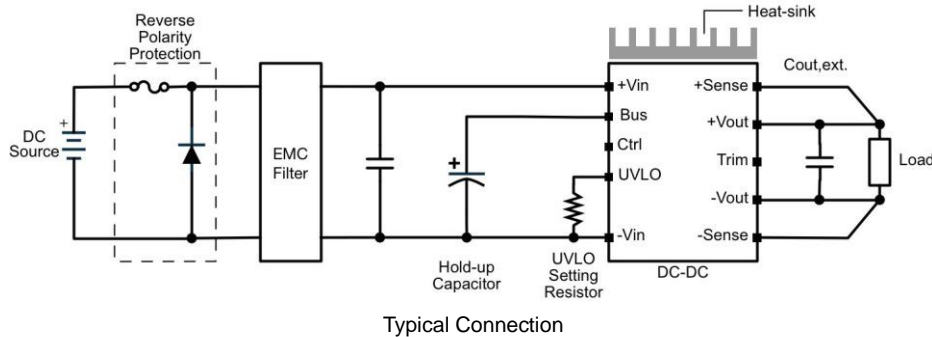 Heat-sink
Reverse
Polarity
Protection
Cout,ext.
+Vin
+Sense
Bus
+Vout
+
DC
Source
EMC
Filter
Ctrl
Trim
Load
+
UVLO
-Vout
-Vin
-Sense
Hold-up
Capacitor
UVLO
Setting
Resistor
DC-DC
Typical Connection